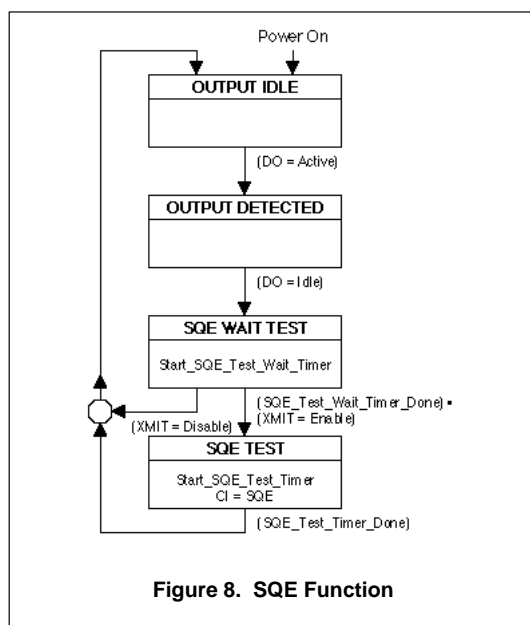 Power On
OUTPUT IDLE
(DO = Active)
OUTPUT DETECTED
(DO = Idle)
SQE WAIT TEST
Start_SQE_Test_Wait_Timer
(SQE_Test_Wait_Timer_Done) •
(XMIT = Enable)
(XMIT = Disable)
SQE TEST
Start_SQE_Test_Timer
CI = SQE
(SQE_Test_Timer_Done)
Figure 8. SQE Function